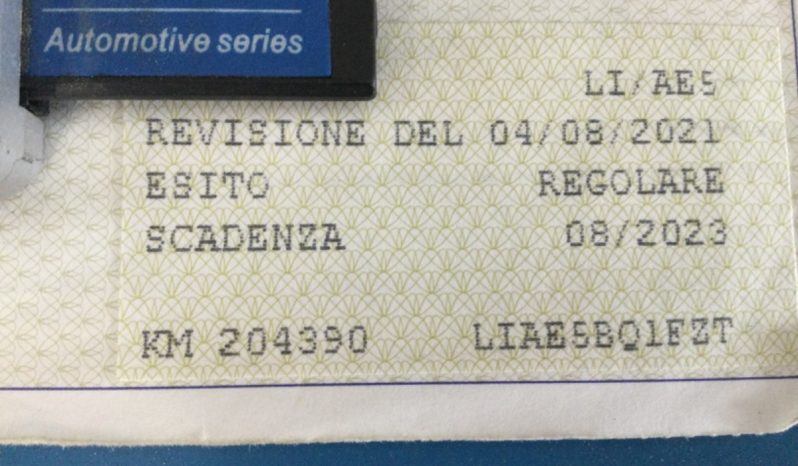 Automotive series
LI/AE5
REVISIONE DEL 04/08/2021
ESITO REGOLARE
SCADENZA 08/2023
KM 204390 LIAE5BQ1FZT